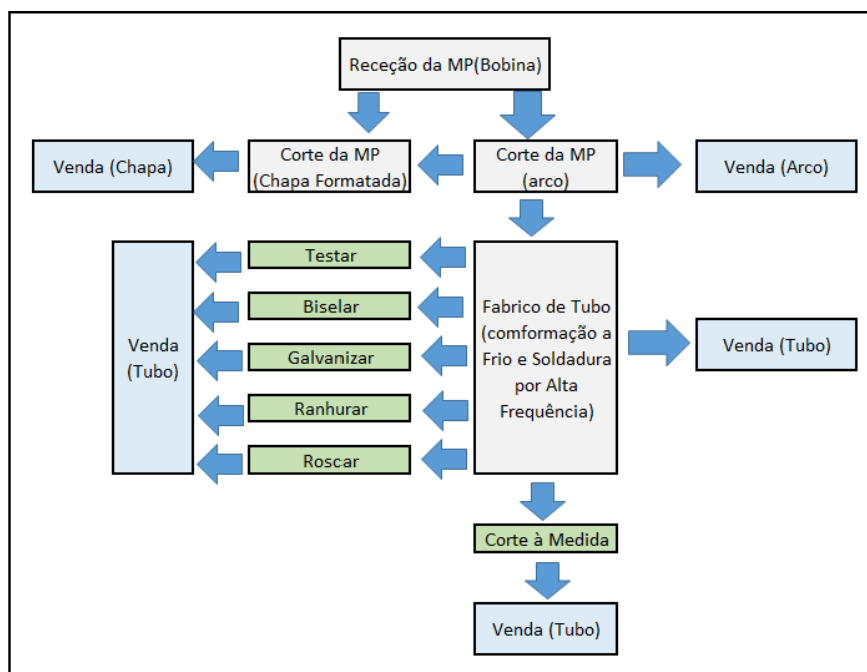 Receção da MP(Bobina)
Venda (Chapa)
Corte da MP
(Chapa Formatada)
Corte da MP
(arco)
Venda (Arco)
Testar
Biselar
Galvanizar
Ranhurar
Roscar
Venda
(Tubo)
Fabrico de Tubo
(comformação a
Frio e Soldadura
por Alta
Frequência)
Venda (Tubo)
Corte à Medida
Venda (Tubo)